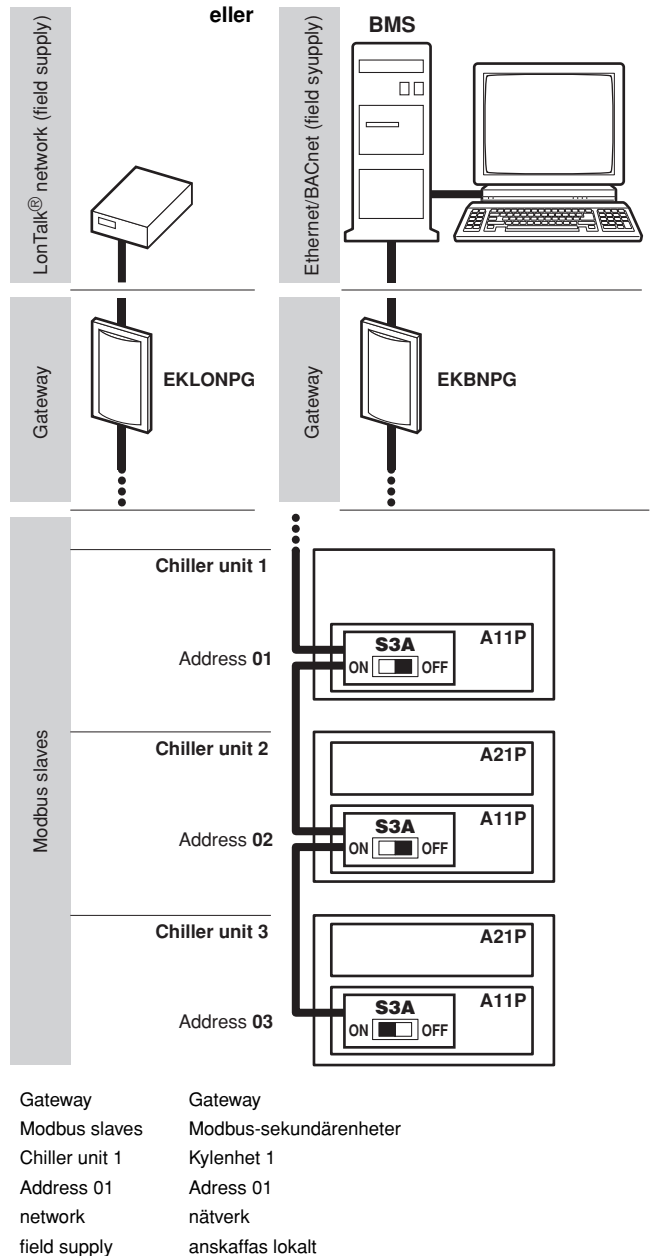 eller
BMS
LonTalk® network (field supply)
Ethernet/BACnet (field syupply)
Gateway
EKLONPG
Gateway
EKBNPG
Modbus slaves
Chiller unit 1
A11P
S3A
Address 01
ON OFF
Chiller unit 2
A21P
A11P
S3A
Address 02
ON OFF
Chiller unit 3
A21P
A11P
S3A
Address 03
ON OFF
Gateway Gateway
Modbus slaves Modbus-sekundärenheter
Chiller unit 1 Kylenhet 1
Address 01 Adress 01
network nätverk
field supply anskaffas lokalt